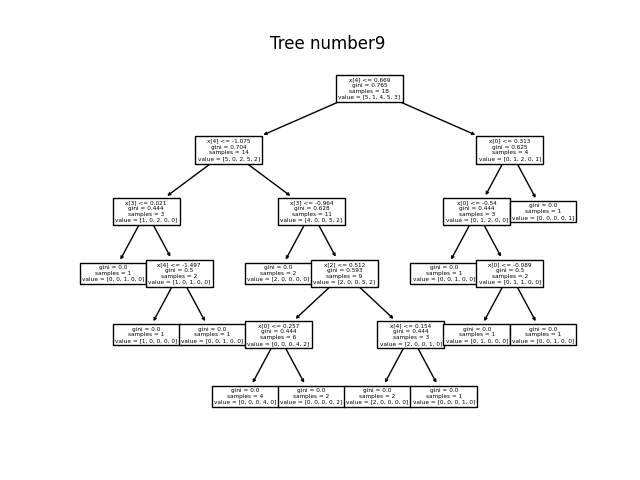 Tree number9
x[4] <= 0.669
gini = 0.765
samples = 18
value = [5, 1, 4, 5, 3]
x[4] <= -1.075
gini = 0.704
samples = 14
value = [5, 0, 2, 5, 2]
x[0] <= 0.313
gini = 0.625
samples = 4
value = [0, 1, 2, 0, 1]
x[3] <= 0.021
gini = 0.444
samples = 3
value = [1, 0, 2, 0, 0]
x[3] <= -0.964
gini = 0.628
samples = 11
value = [4, 0, 0, 5, 2]
x[0] <= -0.54
gini = 0.444
samples = 3
value = [0, 1, 2, 0, 0]
gini = 0.0
samples = 1
value = [0, 0, 0, 0, 1]
gini = 0.0
samples = 1
value = [0, 0, 1, 0, 0]
x[4] <= -1.497
gini = 0.5
samples = 2
value = [1, 0, 1, 0, 0]
gini = 0.0
samples = 2
value = [2, 0, 0, 0, 0]
x[2] <= 0.512
gini = 0.593
samples = 9
value = [2, 0, 0, 5, 2]
gini = 0.0
samples = 1
value = [0, 0, 1, 0, 0]
x[0] <= -0.089
gini = 0.5
samples = 2
value = [0, 1, 1, 0, 0]
gini = 0.0
samples = 1
value = [1, 0, 0, 0, 0]
gini = 0.0
samples = 1
value = [0, 0, 1, 0, 0]
x[0] <= 0.257
gini = 0.444
samples = 6
value = [0, 0, 0, 4, 2]
x[4] <= 0.154
gini = 0.444
samples = 3
value = [2, 0, 0, 1, 0]
gini = 0.0
samples = 1
value = [0, 1, 0, 0, 0]
gini = 0.0
samples = 1
value = [0, 0, 1, 0, 0]
gini = 0.0
samples = 4
value = [0, 0, 0, 4, 0]
gini = 0.0
samples = 2
value = [0, 0, 0, 0, 2]
gini = 0.0
samples = 2
value = [2, 0, 0, 0, 0]
gini = 0.0
samples = 1
value = [0, 0, 0, 1, 0]